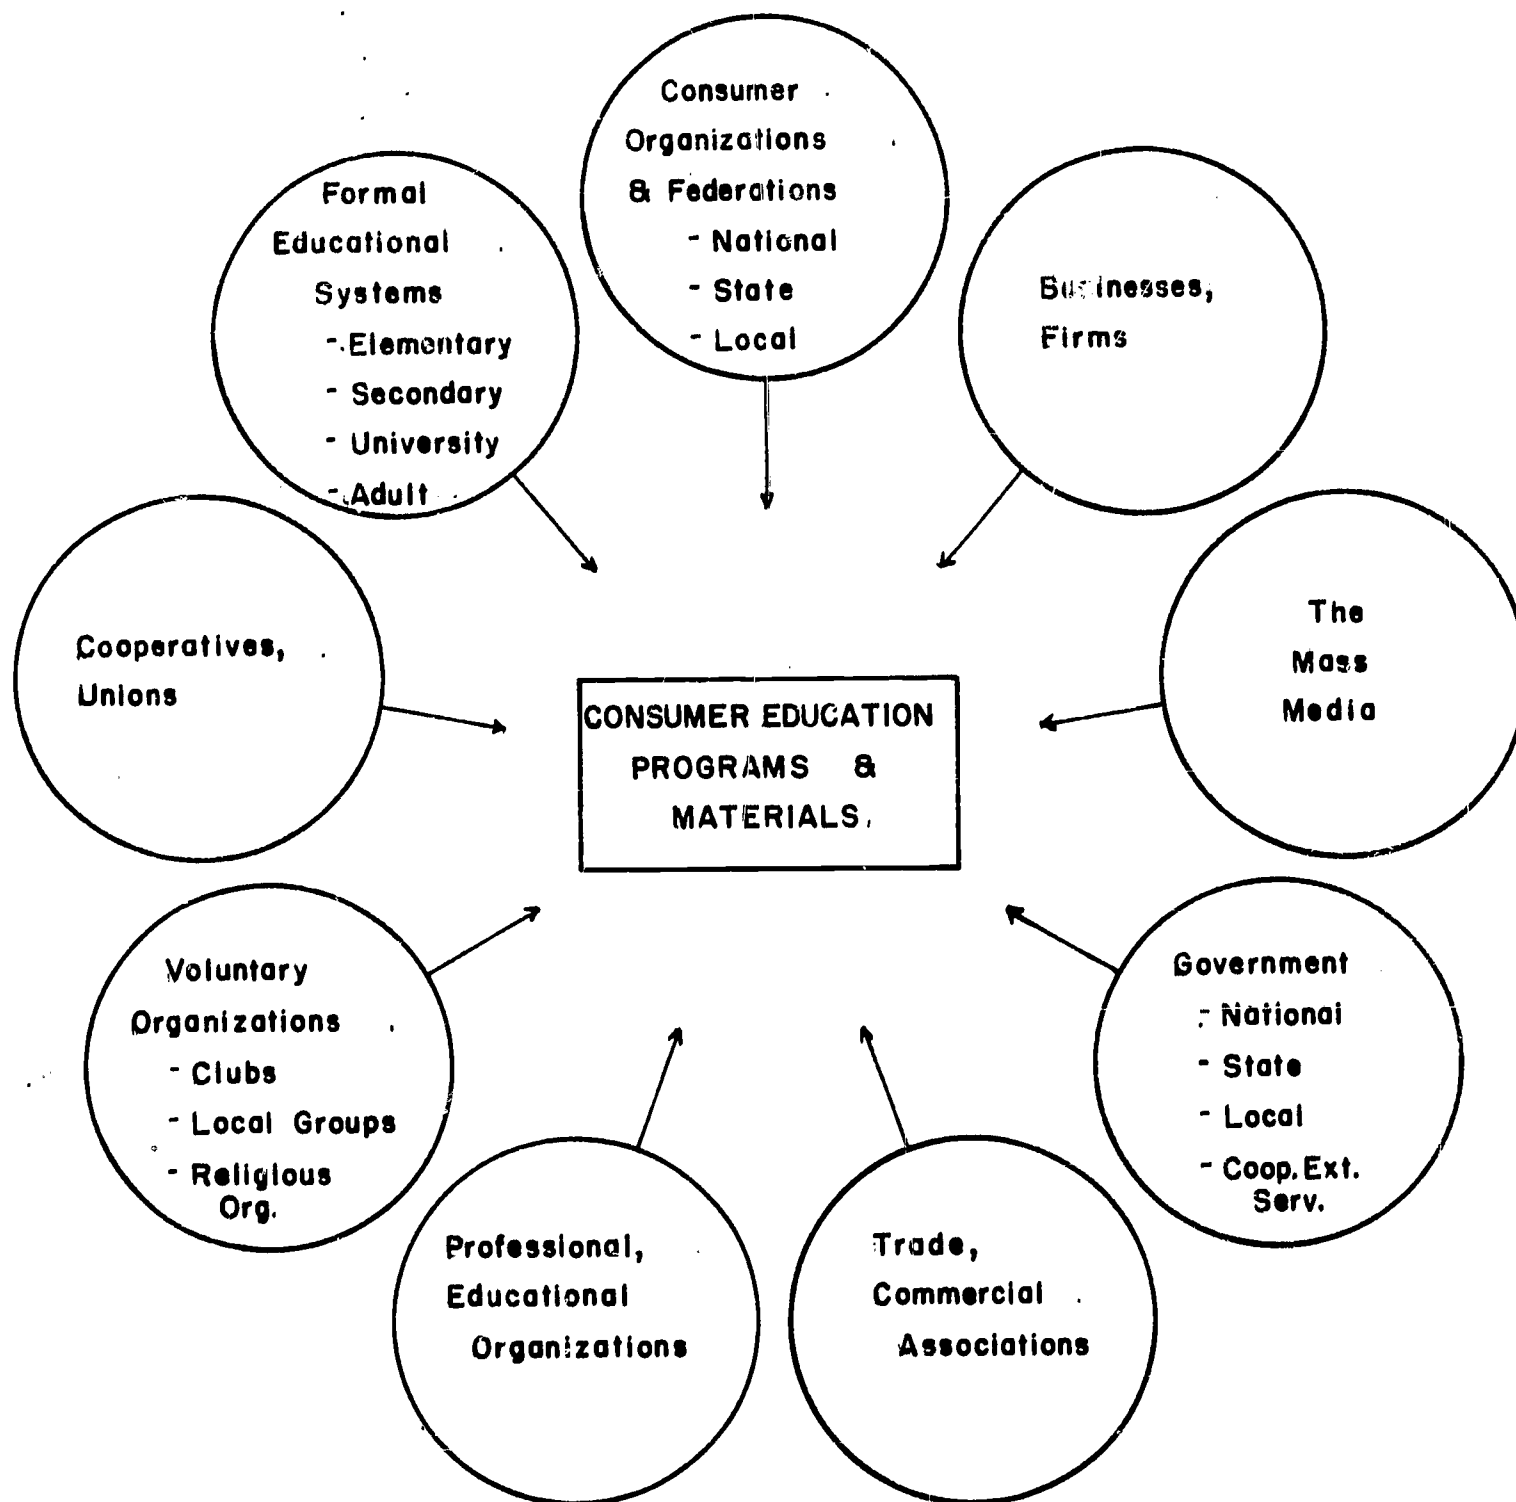 Consumer
Organizations
& Federations
- National
- State
- Local
Businesses,
Firms
The
Mass
Media
Government
- National
- State
- Local
- Coop. Ext.
Serv.
Trade,
Commercial
Associations
Professional,
Educational
Organizations
Voluntary
Organizations
- Clubs
- Local Groups
- Religious
Org.
Cooperatives,
Unions
Formal
Educational
Systems
- Elementary
- Secondary
- University
- Adult
CONSUMER EDUCATION
PROGRAMS &
MATERIALS.